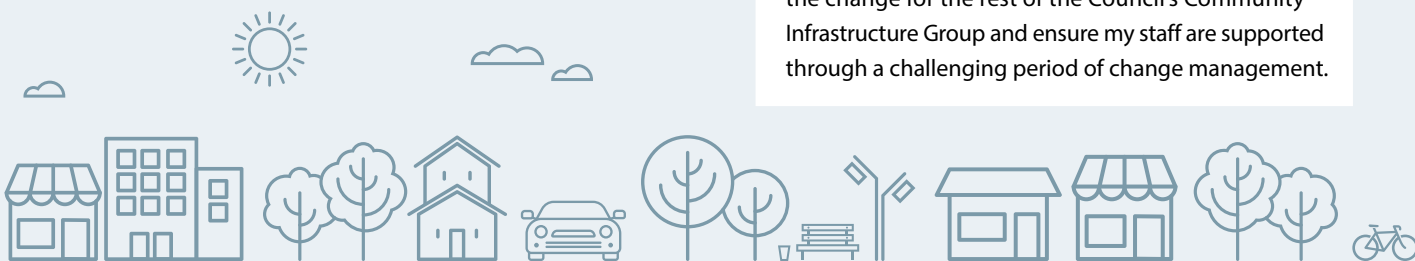 the change for the rest of the Council's Community
Infrastructure Group and ensure my staff are supported
through a challenging period of change management.